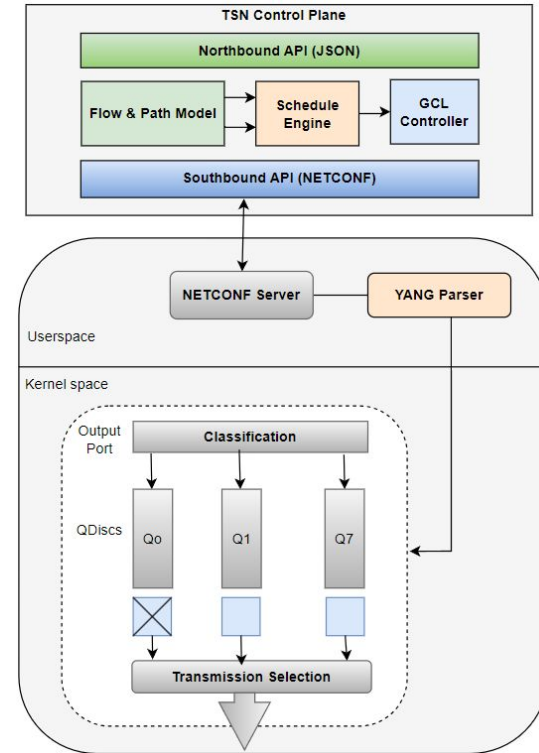 TSN Control Plane
Northbound API (JSON)
Flow & Path Model
Schedule
Engine
GCL
Controller
Southbound API (NETCONF)
NETCONF Server
YANG Parser
Userspace
Kernel space
Output
Port
Classification
QDiscs
Qo
Q1
Q7
Transmission Selection